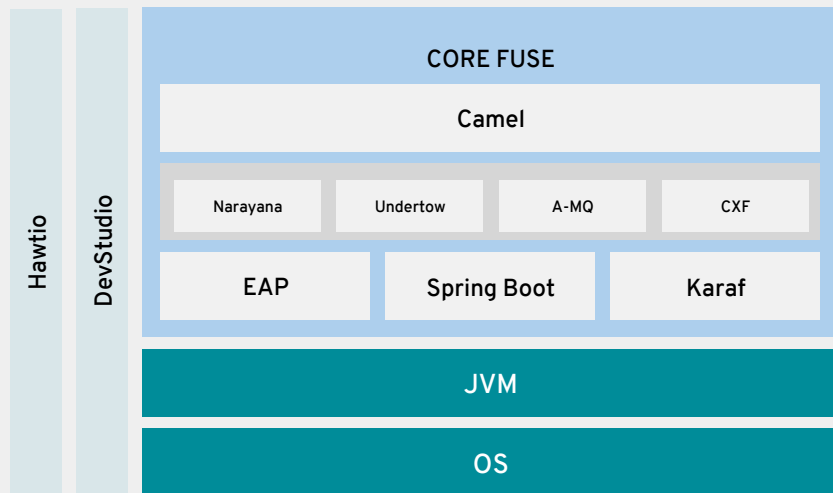 Hawtio
DevStudio
CORE FUSE
Camel
Narayana
Undertow
A-MQ
CXF
EAP
Spring Boot
Karaf
JVM
OS